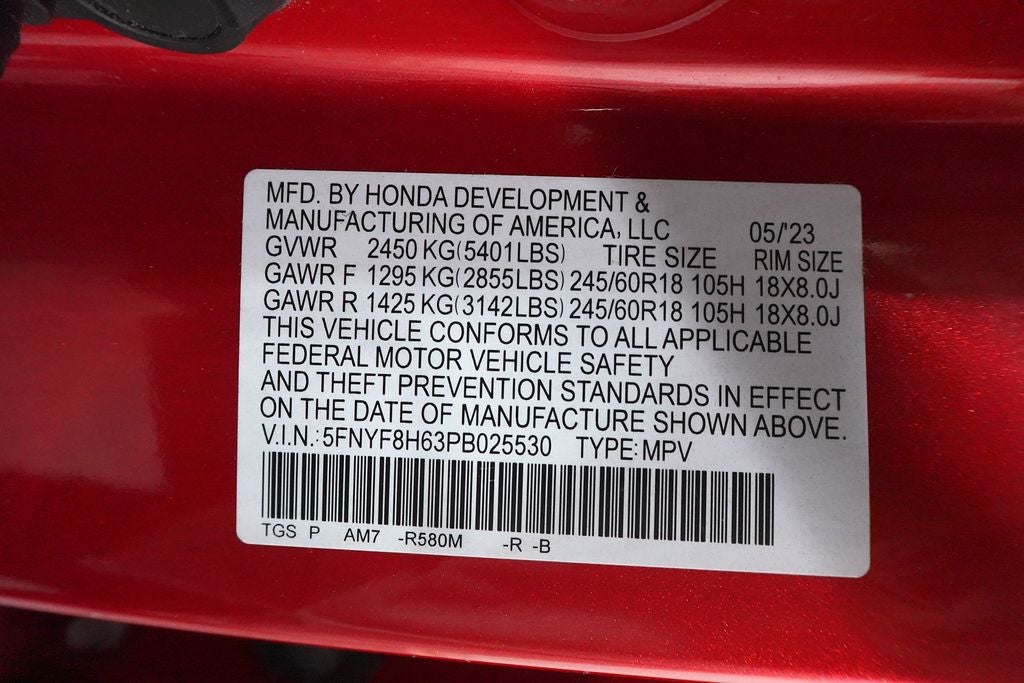 MFD. BY HONDA DEVELOPMENT &
MANUFACTURING OF AMERICA, LLC 05/'23
GVWR 2450 KG(5401LBS) TIRE SIZE RIM SIZE
GAWR F 1295 KG(2855LBS) 245/60R18 105H 18X8.0J
GAWR R 1425 KG(3142LBS) 245/60R18 105H 18X8.0J
THIS VEHICLE CONFORMS TO ALL APPLICABLE
FEDERAL MOTOR VEHICLE SAFETY
AND THEFT PREVENTION STANDARDS IN EFFECT
ON THE DATE OF MANUFACTURE SHOWN ABOVE.
V.I.N.: 5FNYF8H63PB025530 TYPE: MPV
TGS P AM7 -R580M -R -B